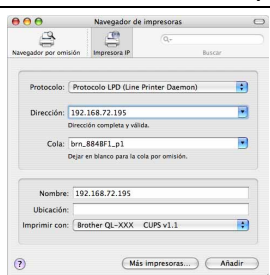 Navegador de impresoras
Navegador por omisión
Impresora IP
Buscar
Protocolo: Protocolo LPD (Line Printer Daemon)
Dirección: 192.168.72.195
Dirección completa y válida.
Cola: brn_884BF1_p1
Dejar en blanco para la cola por omisión.
Nombre: 192.168.72.195
Ubicación:
Imprimir con: Brother QL-XXX CUPS v1.1
? Más impresoras... Añadir